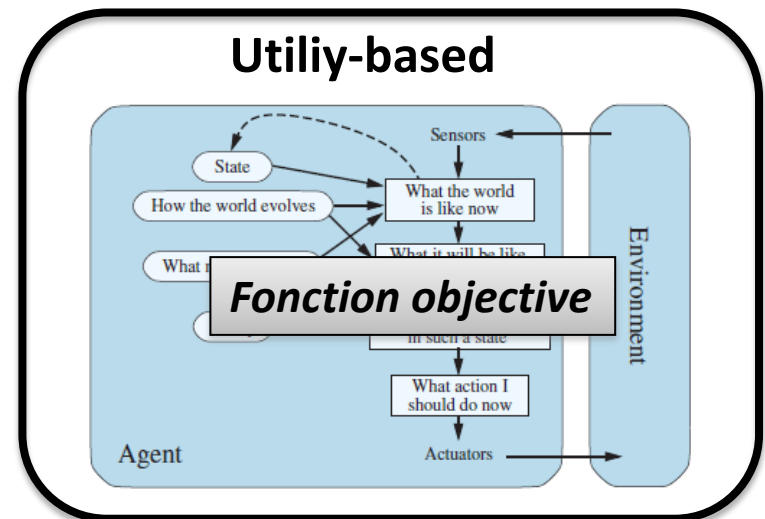 Utiliy-based
Sensors
State
What the world
is like now
How the world evolves
What it will be like
What
Fonction objective
in such a state
What action I
should do now
Agent
Actuators
Environment